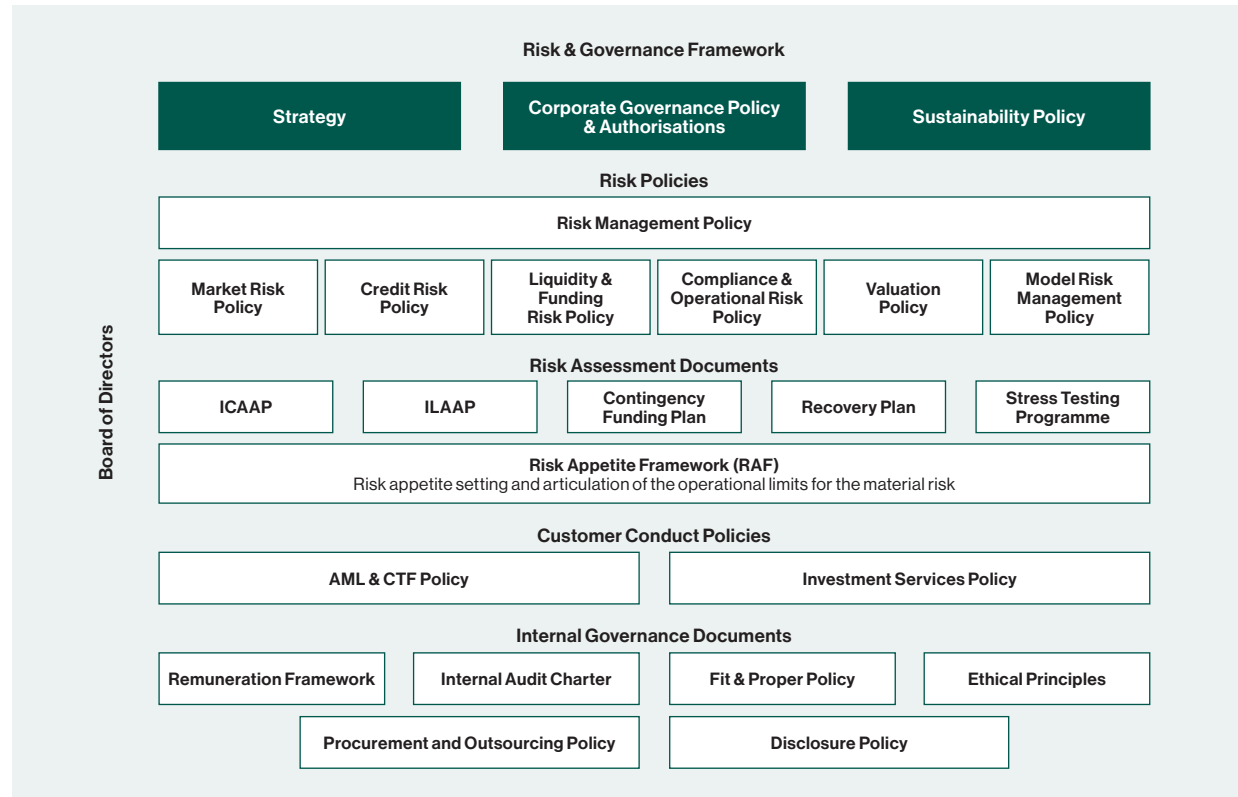 Risk & Governance Framework
Strategy
Corporate Governance Policy
& Authorisations
Sustainability Policy
Risk Policies
Risk Management Policy
Market Risk
Policy
Credit Risk
Policy
Liquidity &
Funding
Risk Policy
Compliance &
Operational Risk
Policy
Valuation
Policy
Model Risk
Management
Policy
Board of Directors
Risk Assessment Documents
ICAAP
ILAAP
Contingency
Funding Plan
Recovery Plan
Stress Testing
Programme
Risk Appetite Framework (RAF)
Risk appetite setting and articulation of the operational limits for the material risk
Customer Conduct Policies
AML & CTF Policy
Investment Services Policy
Internal Governance Documents
Remuneration Framework
Internal Audit Charter
Fit & Proper Policy
Ethical Principles
Procurement and Outsourcing Policy
Disclosure Policy